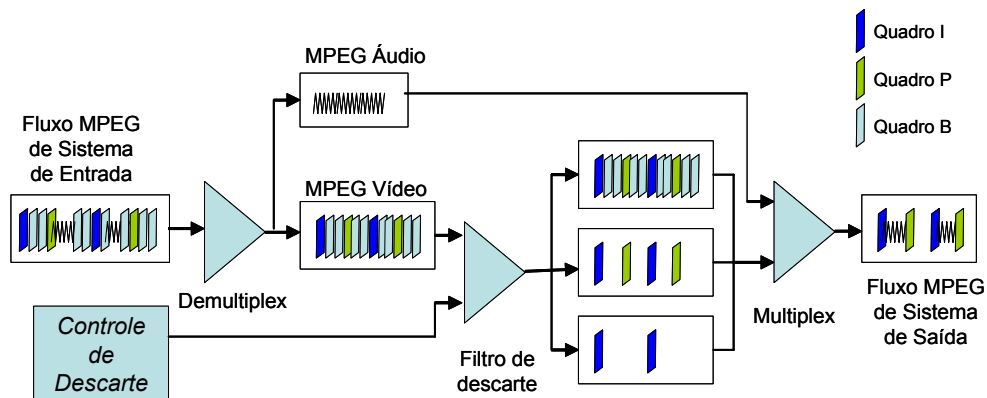 MPEG Áudio
Quadro I
Quadro P
Quadro B
Fluxo MPEG
de Sistema
de Entrada
MPEG Vídeo
Demultiplex
Controle
de
Descarte
Filtro de
descarte
Multiplex
Fluxo MPEG
de Sistema
de Saída